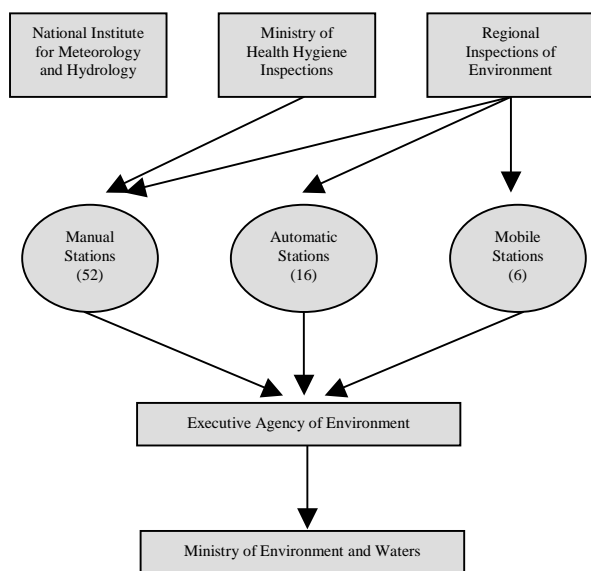 National Institute
for Meteorology
and Hydrology
Ministry of
Health Hygiene
Inspections
Regional
Inspections of
Environment
Manual
Stations
(52)
Automatic
Stations
(16)
Mobile
Stations
(6)
Executive Agency of Environment
Ministry of Environment and Waters